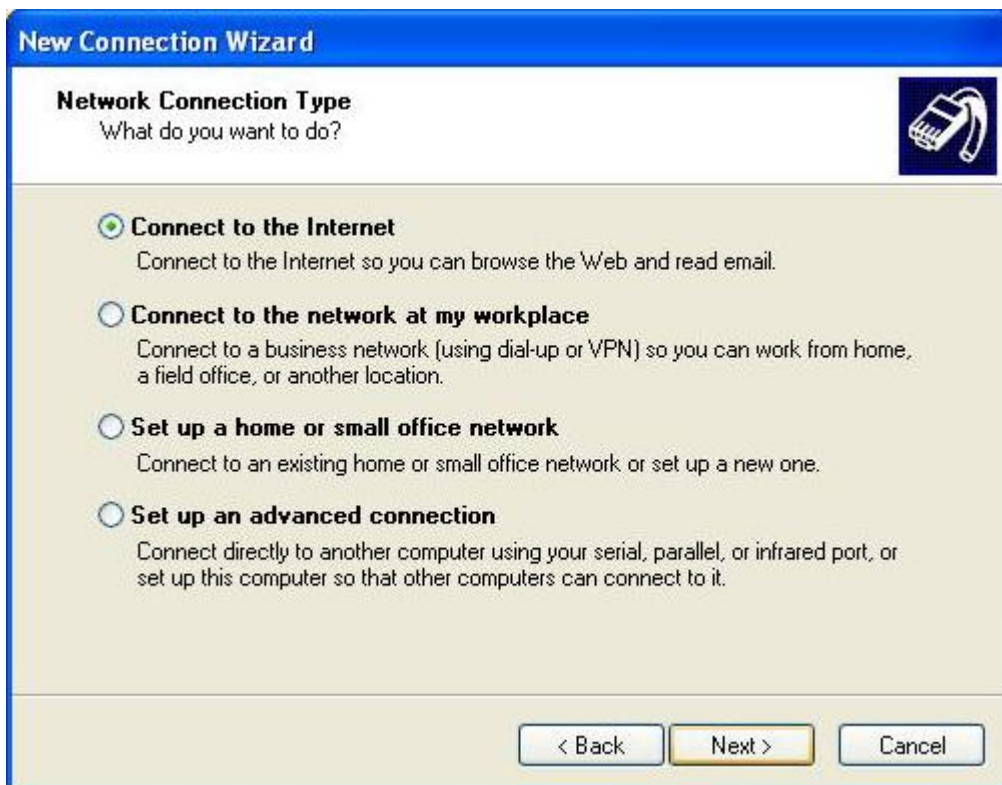 New Connection Wizard
Network Connection Type
What do you want to do?
Connect to the Internet
Connect to the Internet so you can browse the Web and read email.
Connect to the network at my workplace
Connect to a business network (using dial-up or VPN) so you can work from home,
a field office, or another location.
Set up a home or small office network
Connect to an existing home or small office network or set up a new one.
Set up an advanced connection
Connect directly to another computer using your serial, parallel, or infrared port, or
set up this computer so that other computers can connect to it.
< Back Next > Cancel